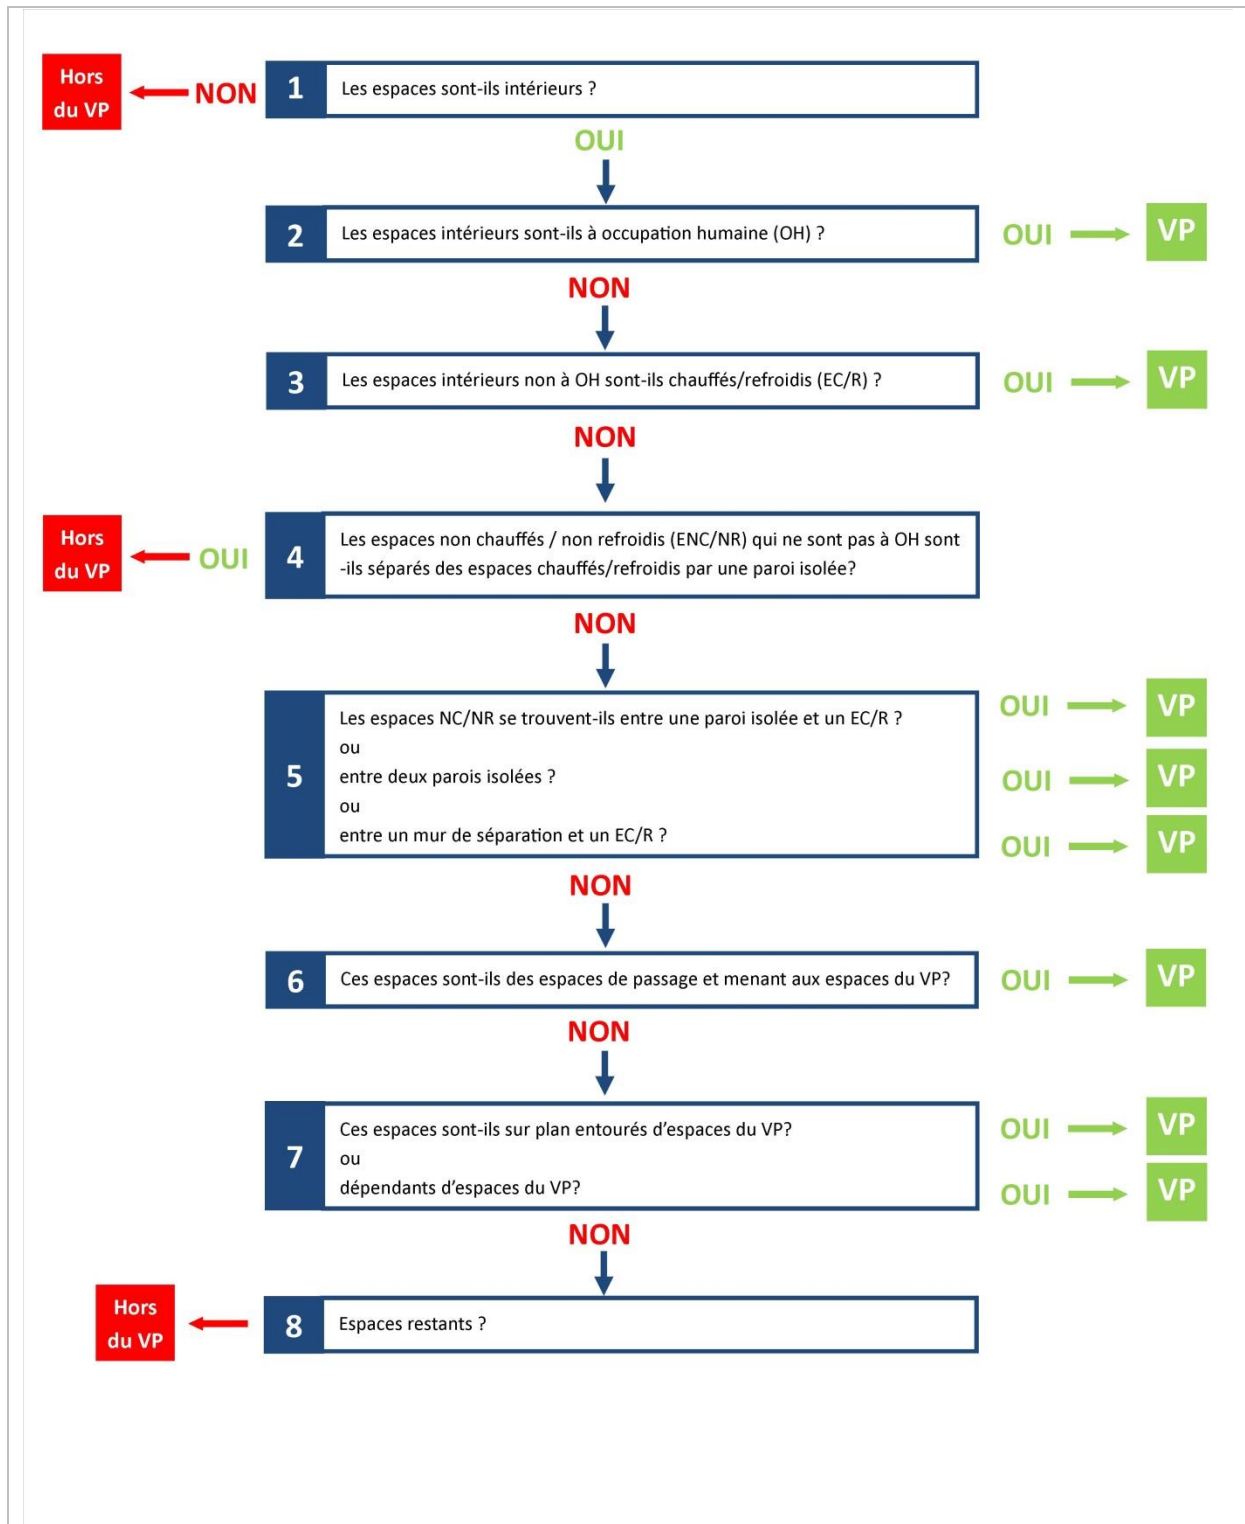 Hors
du VP
NON
1
Les espaces sont-ils intérieurs ?
OUI
2
Les espaces intérieurs sont-ils à occupation humaine (OH) ?
OUI
VP
NON
3
Les espaces intérieurs non à OH sont-ils chauffés/refroidis (EC/R) ?
OUI
VP
NON
Hors
du VP
OUI
4
Les espaces non chauffés / non refroidis (ENC/NR) qui ne sont pas à OH sont
-ils séparés des espaces chauffés/refroidis par une paroi isolée?
NON
5
Les espaces NC/NR se trouvent-ils entre une paroi isolée et un EC/R ?
OUI
VP
ou
entre deux parois isolées ?
OUI
VP
ou
entre un mur de séparation et un EC/R ?
OUI
VP
NON
6
Ces espaces sont-ils des espaces de passage et menant aux espaces du VP?
OUI
VP
NON
7
Ces espaces sont-ils sur plan entourés d'espaces du VP?
OUI
VP
ou
dépendants d'espaces du VP?
OUI
VP
NON
Hors
du VP
8
Espaces restants ?